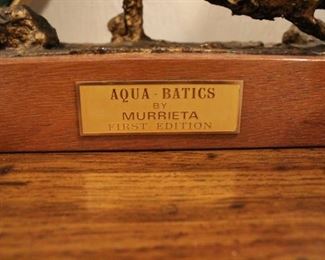 AQUA - BATICS
BY
MURRIETA
FIRST EDITION